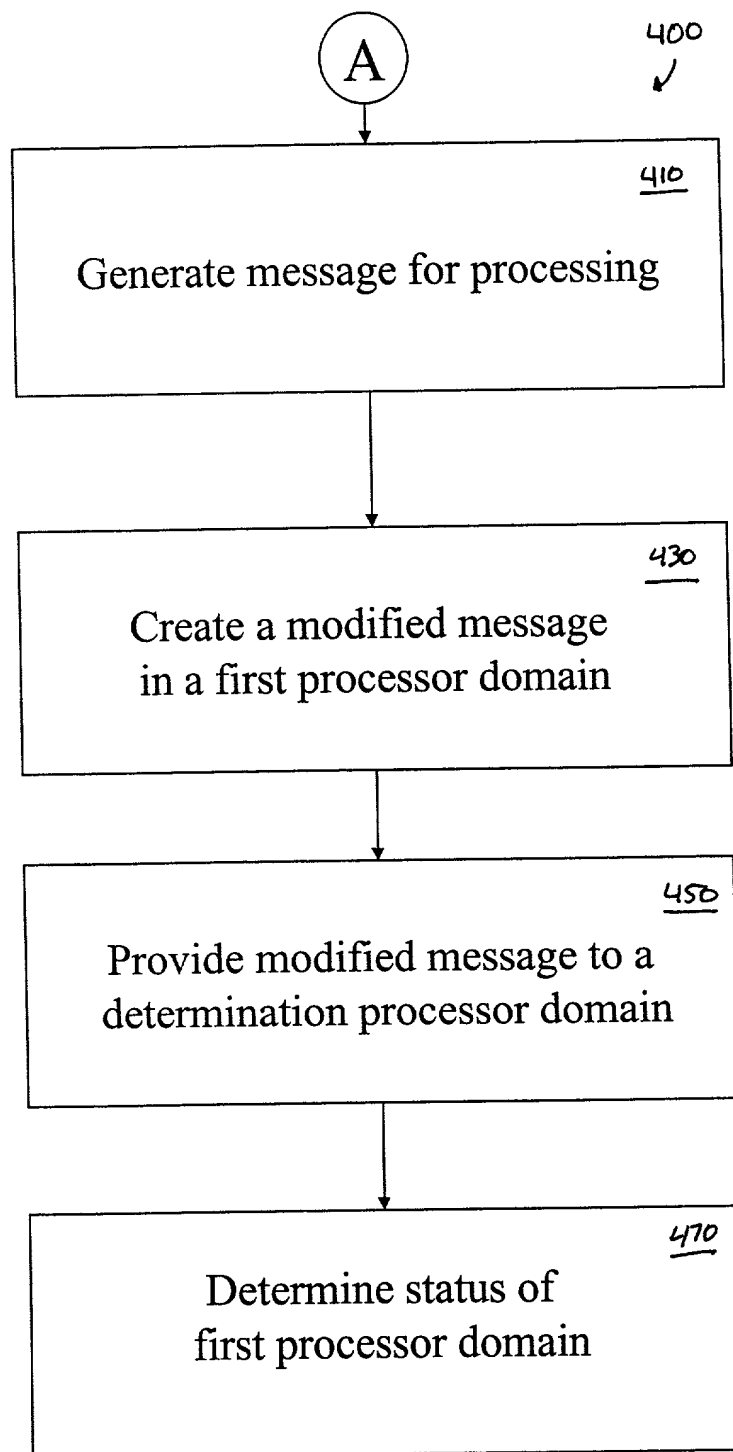 A
400
410
Generate message for processing
430
Create a modified message
in a first processor domain
450
Provide modified message to a
determination processor domain
470
Determine status of
first processor domain